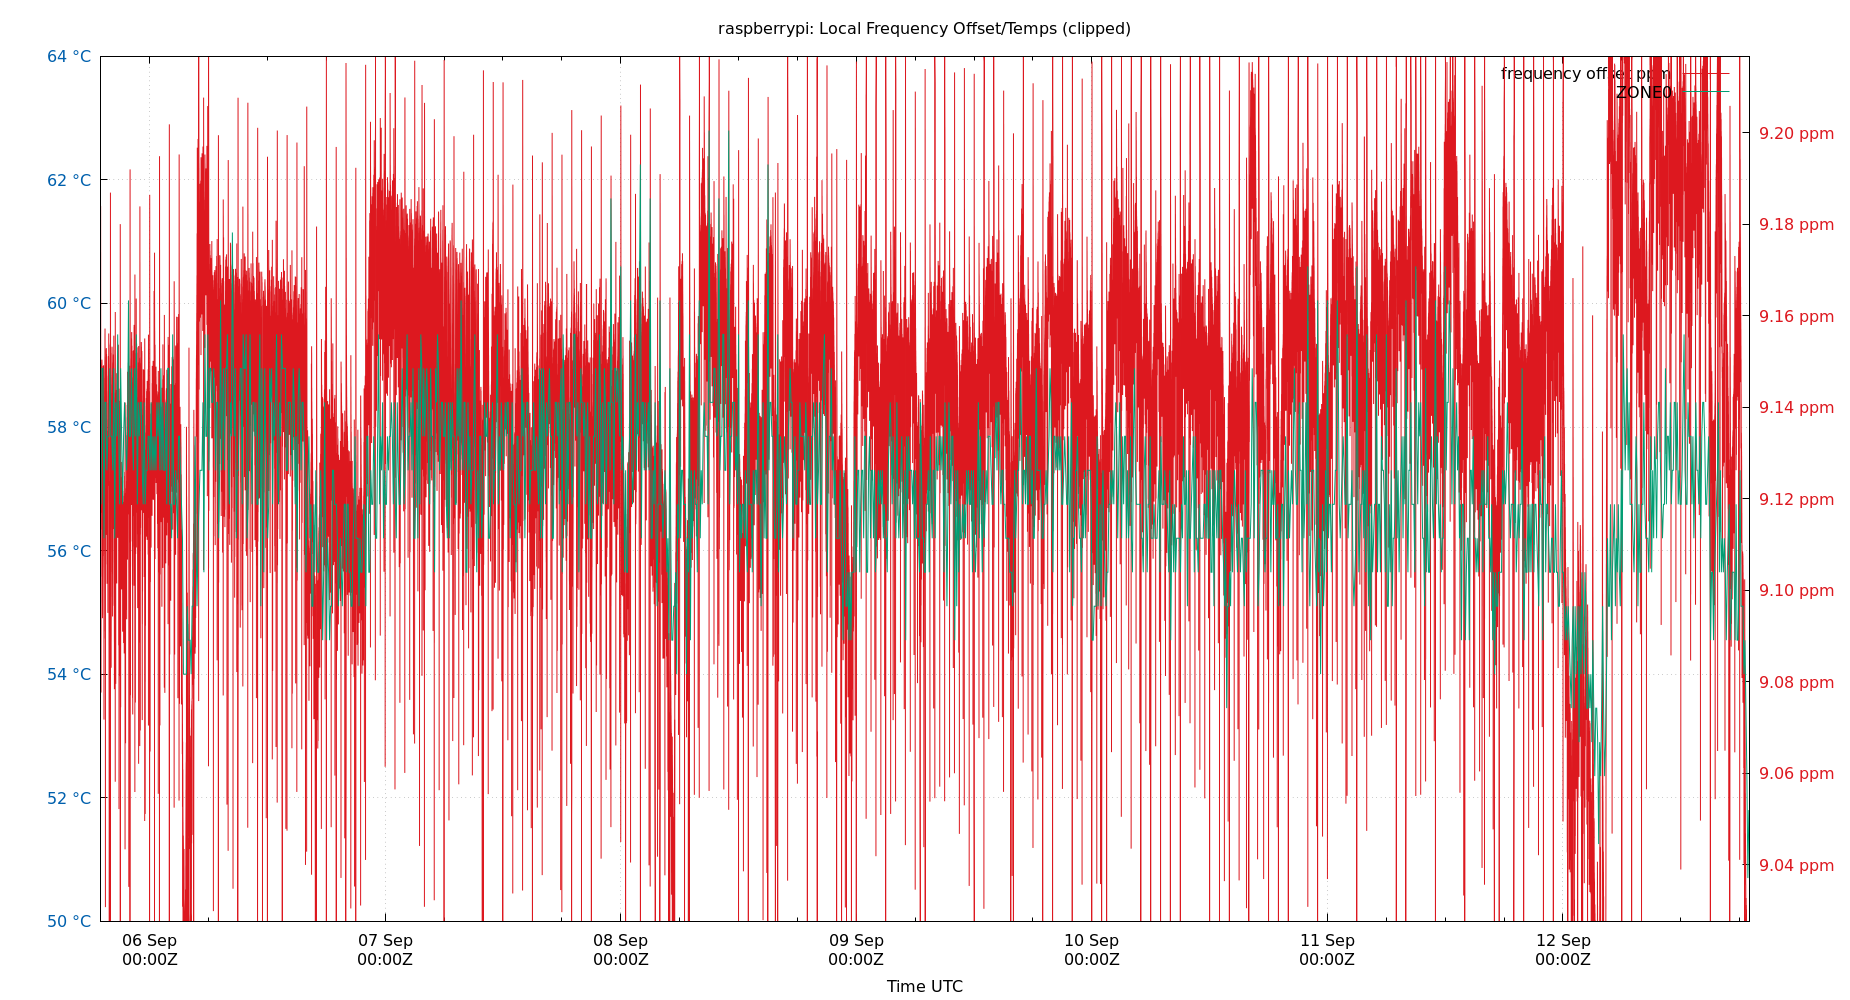 raspberrypi: Local Frequency Offset/Temps (clipped)
64 °C
62 °C
60 °C
58 °C
56 °C
54 °C
52 °C
50 °C
frequency offset ppm
ZONE0
9.20 ppm
9.18 ppm
9.16 ppm
9.14 ppm
9.12 ppm
9.10 ppm
9.08 ppm
9.06 ppm
9.04 ppm
06 Sep
00:00Z
07 Sep
00:00Z
08 Sep
00:00Z
09 Sep
00:00Z
10 Sep
00:00Z
11 Sep
00:00Z
12 Sep
00:00Z
Time UTC